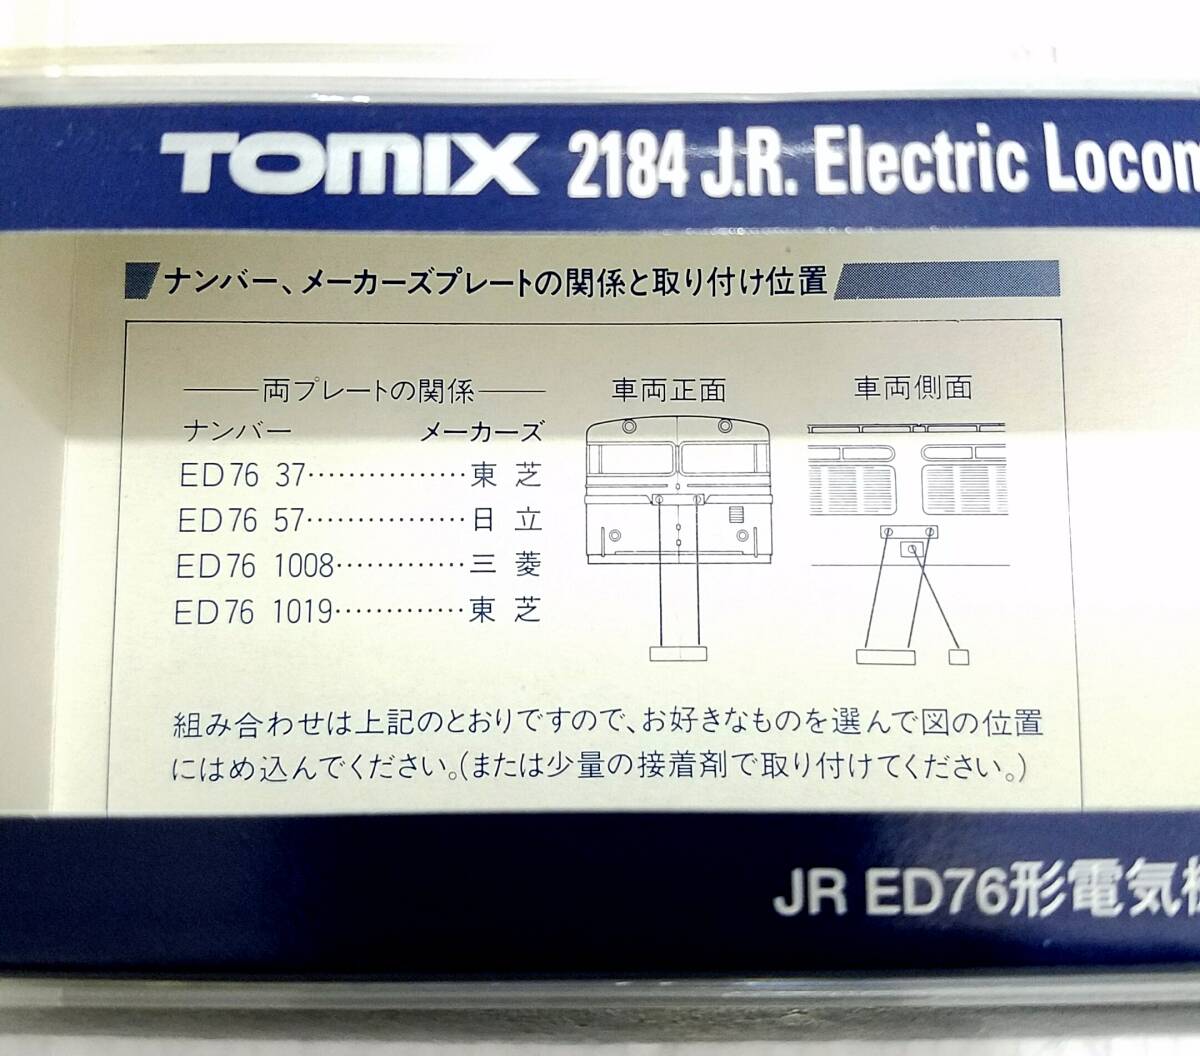 TOMIX 2184 J.R. Electric Locom
ナンバー、メーカーズプレートの関係と取り付け位置
両プレートの関係
ナンバー メーカーズ
ED76 37················東 芝
ED76 57················日 立
ED76 1008·············三 菱
ED76 1019·············東 芝
車両正面
車両側面
組み合わせは上記のとおりですので、お好きなものを選んで図の位置
にはめ込んでください。(または少量の接着剤で取り付けてください。)
JR ED76形電気機